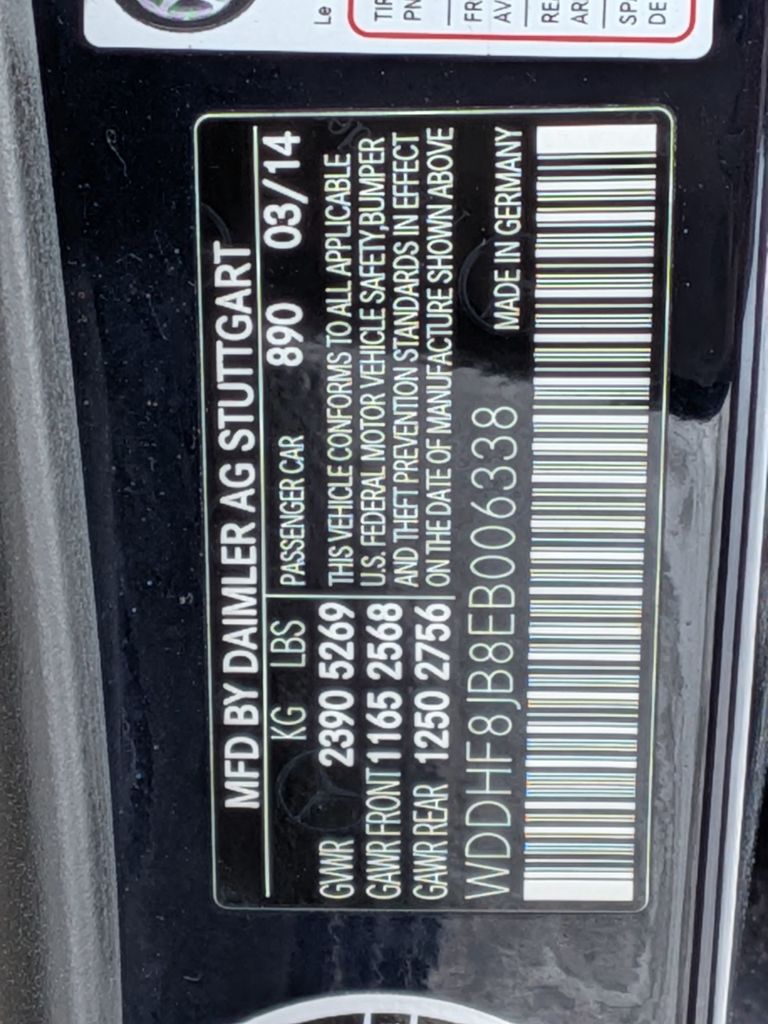 MFD BY DAIMLER AG STUTTGART
KG LBS PASSENGER CAR 890 03/14
GVWR 2390 5269 THIS VEHICLE CONFORMS TO ALL APPLICABLE
GAWR FRONT 1165 2568 U.S. FEDERAL MOTOR VEHICLE SAFETY,BUMPER
AND THEFT PREVENTION STANDARDS IN EFFECT
GAWR REAR 1250 2756 ON THE DATE OF MANUFACTURE SHOWN ABOVE
WDDHF8JB8EB006338 MADE IN GERMANY
Le